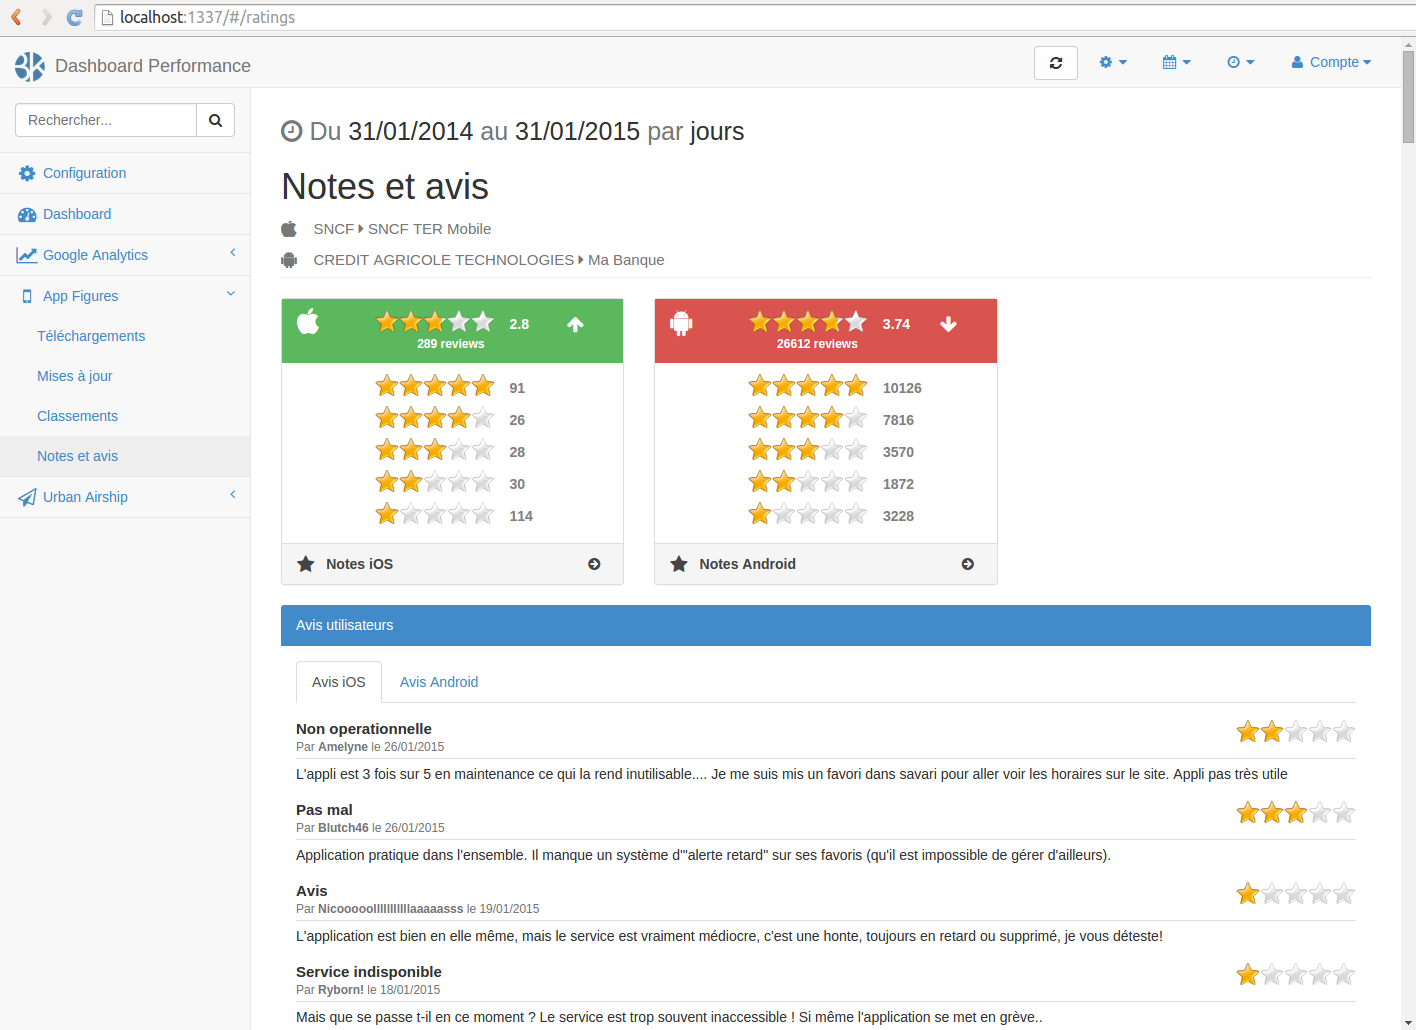 localhost:1337/#/ratings
Dashboard Performance
Compte
Rechercher...
Configuration
Dashboard
Google Analytics
App Figures
Téléchargements
Mises à jour
Classements
Notes et avis
Urban Airship
Du 31/01/2014 au 31/01/2015 par jours
Notes et avis
SNCF SNCF TER Mobile
CREDIT AGRICOLE TECHNOLOGIES Ma Banque
2.8
289 reviews
91
26
28
30
114
Notes iOS
3.74
26612 reviews
10126
7816
3570
1872
3228
Notes Android
Avis utilisateurs
Avis iOS Avis Android
Non operationnelle
Par Amelyne le 26/01/2015
L'appli est 3 fois sur 5 en maintenance ce qui la rend inutilisable.... Je me suis mis un favori dans savari pour aller voir les horaires sur le site. Appli pas très utile
Pas mal
Par Blutch46 le 26/01/2015
Application pratique dans l'ensemble. Il manque un système d'"alerte retard" sur ses favoris (qu'il est impossible de gérer d'ailleurs).
Avis
Par Nicooooolllllllllllaaaaasss le 19/01/2015
L'application est bien en elle même, mais le service est vraiment médiocre, c'est une honte, toujours en retard ou supprimé, je vous déteste!
Service indisponible
Par Ryborn! le 18/01/2015
Mais que se passe t-il en ce moment ? Le service est trop souvent inaccessible ! Si même l'application se met en grève..